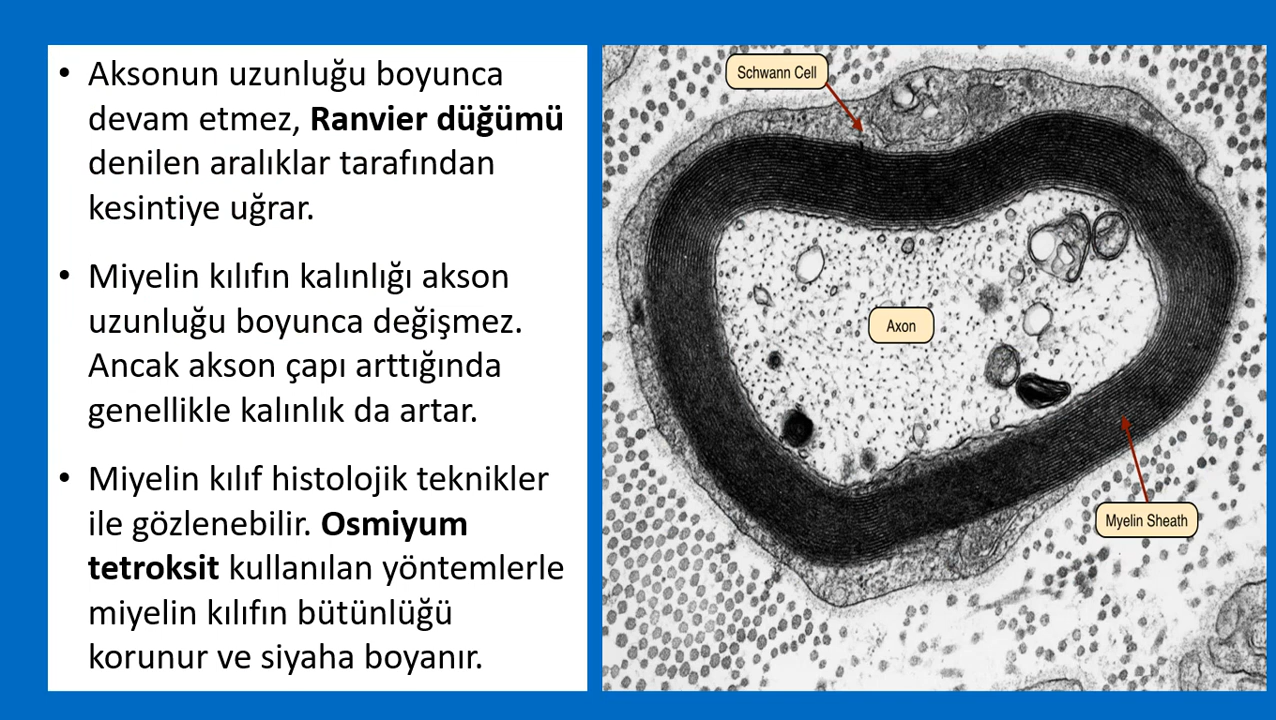 • Aksonun uzunluğu boyunca
devam etmez, Ranvier düğümü
denilen aralıklar tarafından
kesintiye uğrar.
• Miyelin kılıfın kalınlığı akson
uzunluğu boyunca değişmez.
Ancak akson çapı arttığında
genellikle kalınlık da artar.
• Miyelin kılıf histolojik teknikler
ile gözlenebilir. Osmiyum
tetroksit kullanılan yöntemlerle
miyelin kılıfın bütünlüğü
korunur ve siyaha boyanır.
Schwann Cell
Axon
Myelin Sheath